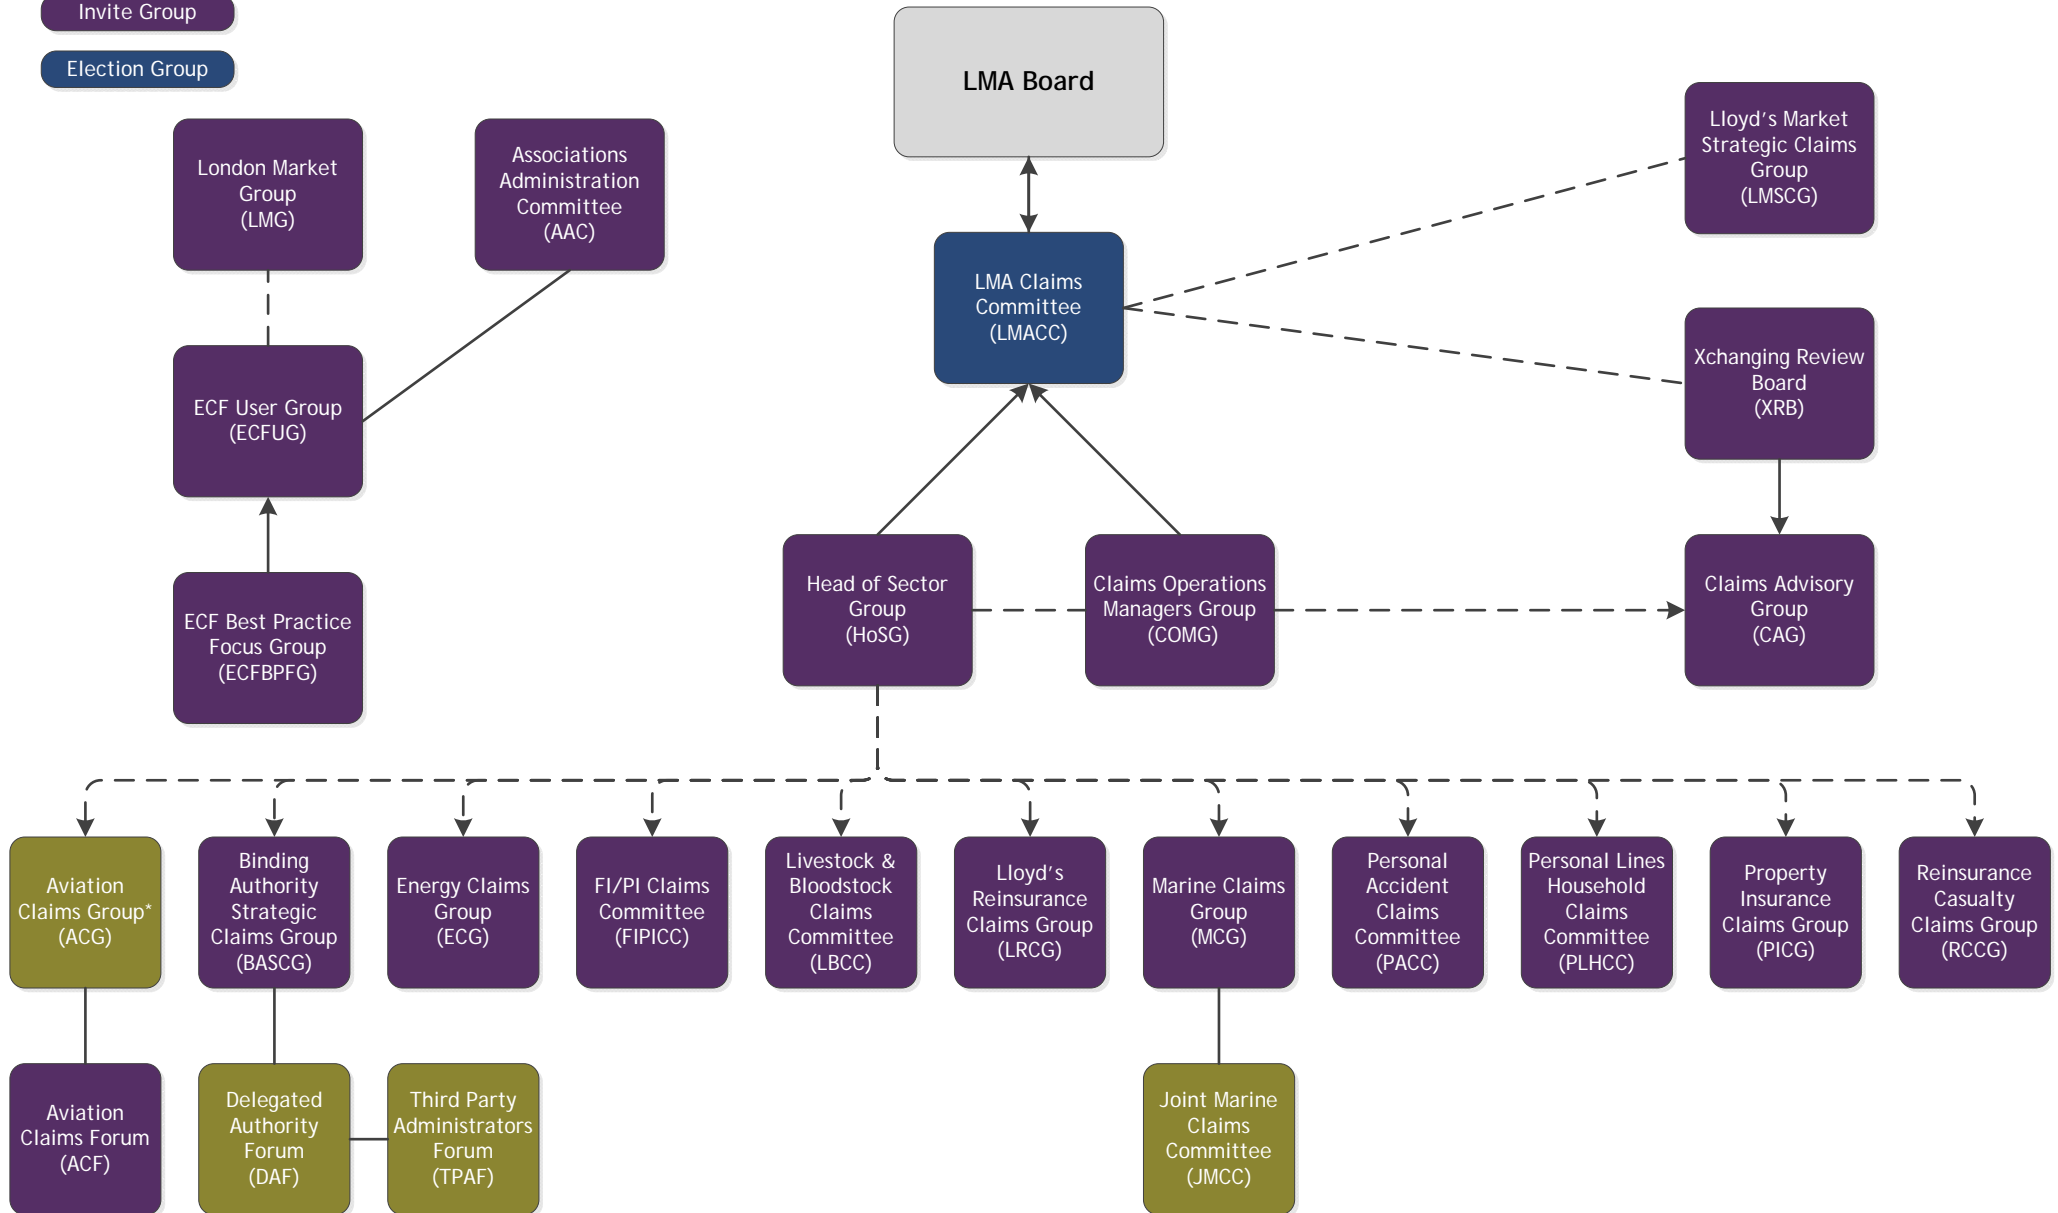 Invite Group
Election Group
LMA Board
London Market
Group
(LMG)
Associations
Administration
Committee
(AAC)
Lloyd's Market
Strategic Claims
Group
(LMSCG)
LMA Claims
Committee
(LMACC)
ECF User Group
(ECFUG)
Xchanging Review
Board
(XRB)
ECF Best Practice
Focus Group
(ECFBPFG)
Head of Sector
Group
(HoSG)
Claims Operations
Managers Group
(COMG)
Claims Advisory
Group
(CAG)
Aviation
Claims Group*
(ACG)
Binding
Authority
Strategic
Claims Group
(BASCG)
Energy Claims
Group
(ECG)
FI/PI Claims
Committee
(FIPICC)
Livestock &
Bloodstock
Claims
Committee
(LBCC)
Lloyd's
Reinsurance
Claims Group
(LRCG)
Marine Claims
Group
(MCG)
Personal
Accident
Claims
Committee
(PACC)
Personal Lines
Household
Claims
Committee
(PLHCC)
Property
Insurance
Claims Group
(PICG)
Reinsurance
Casualty
Claims Group
(RCCG)
Aviation
Claims Forum
(ACF)
Delegated
Authority
Forum
(DAF)
Third Party
Administrators
Forum
(TPAF)
Joint Marine
Claims
Committee
(JMCC)